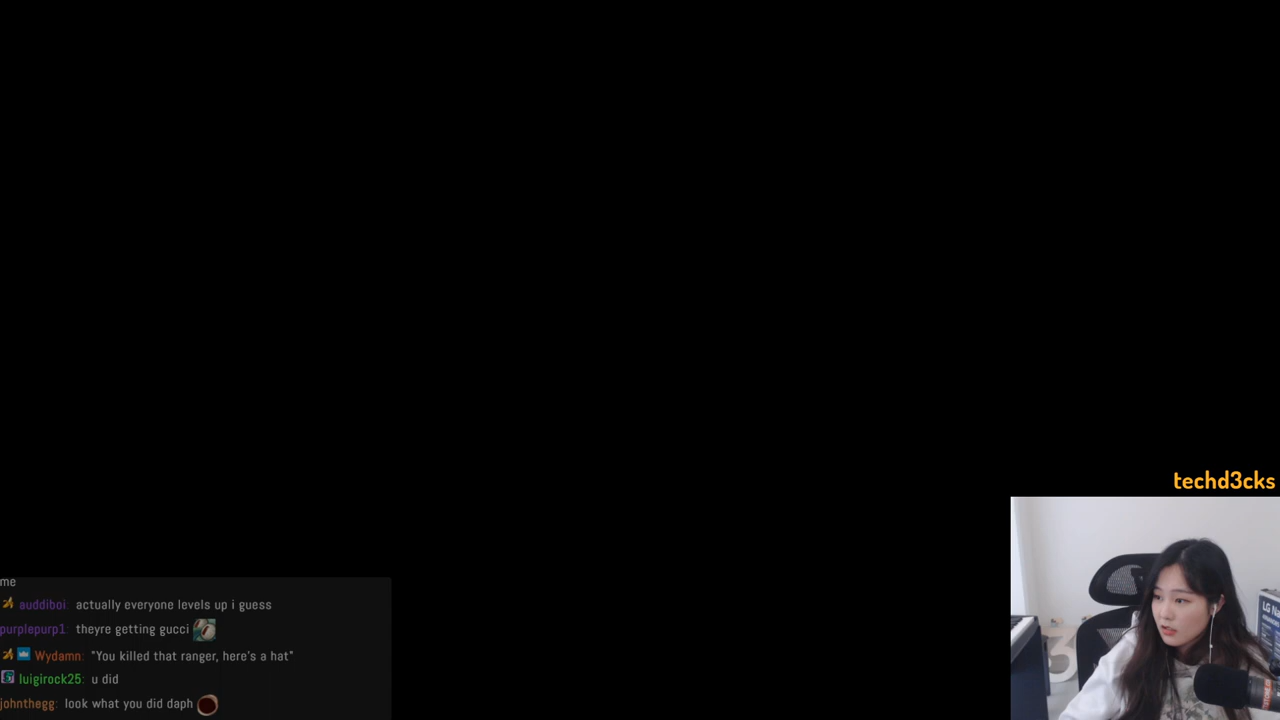 techd3cks
me
auddiboi: actually everyone levels up i guess
purplepurp1: theyre getting gucci
Wydamn: "You killed that ranger, here's a hat"
luigirock25: u did
johnthegg: look what you did daph
LG